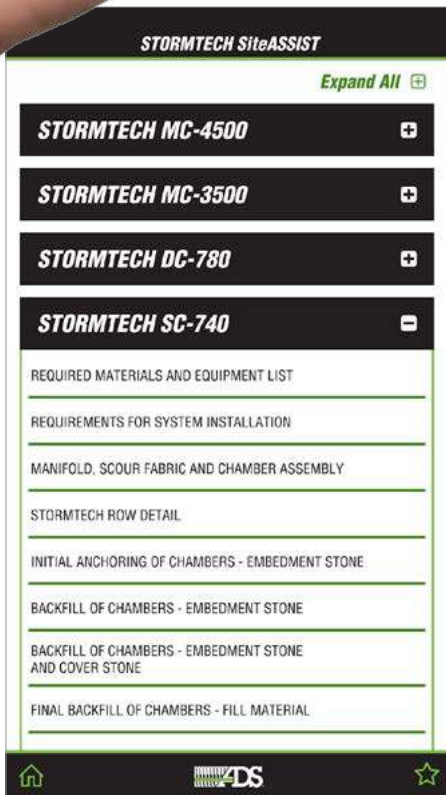 STORMTECH SiteASSIST
Expand All
STORMTECH MC-4500
STORMTECH MC-3500
STORMTECH DC-780
STORMTECH SC-740
REQUIRED MATERIALS AND EQUIPMENT LIST
REQUIREMENTS FOR SYSTEM INSTALLATION
MANIFOLD, SCOUR FABRIC AND CHAMBER ASSEMBLY
STORMTECH ROW DETAIL
INITIAL ANCHORING OF CHAMBERS - EMBEDMENT STONE
BACKFILL OF CHAMBERS - EMBEDMENT STONE
BACKFILL OF CHAMBERS - EMBEDMENT STONE
AND COVER STONE
FINAL BACKFILL OF CHAMBERS - FILL MATERIAL
ADS